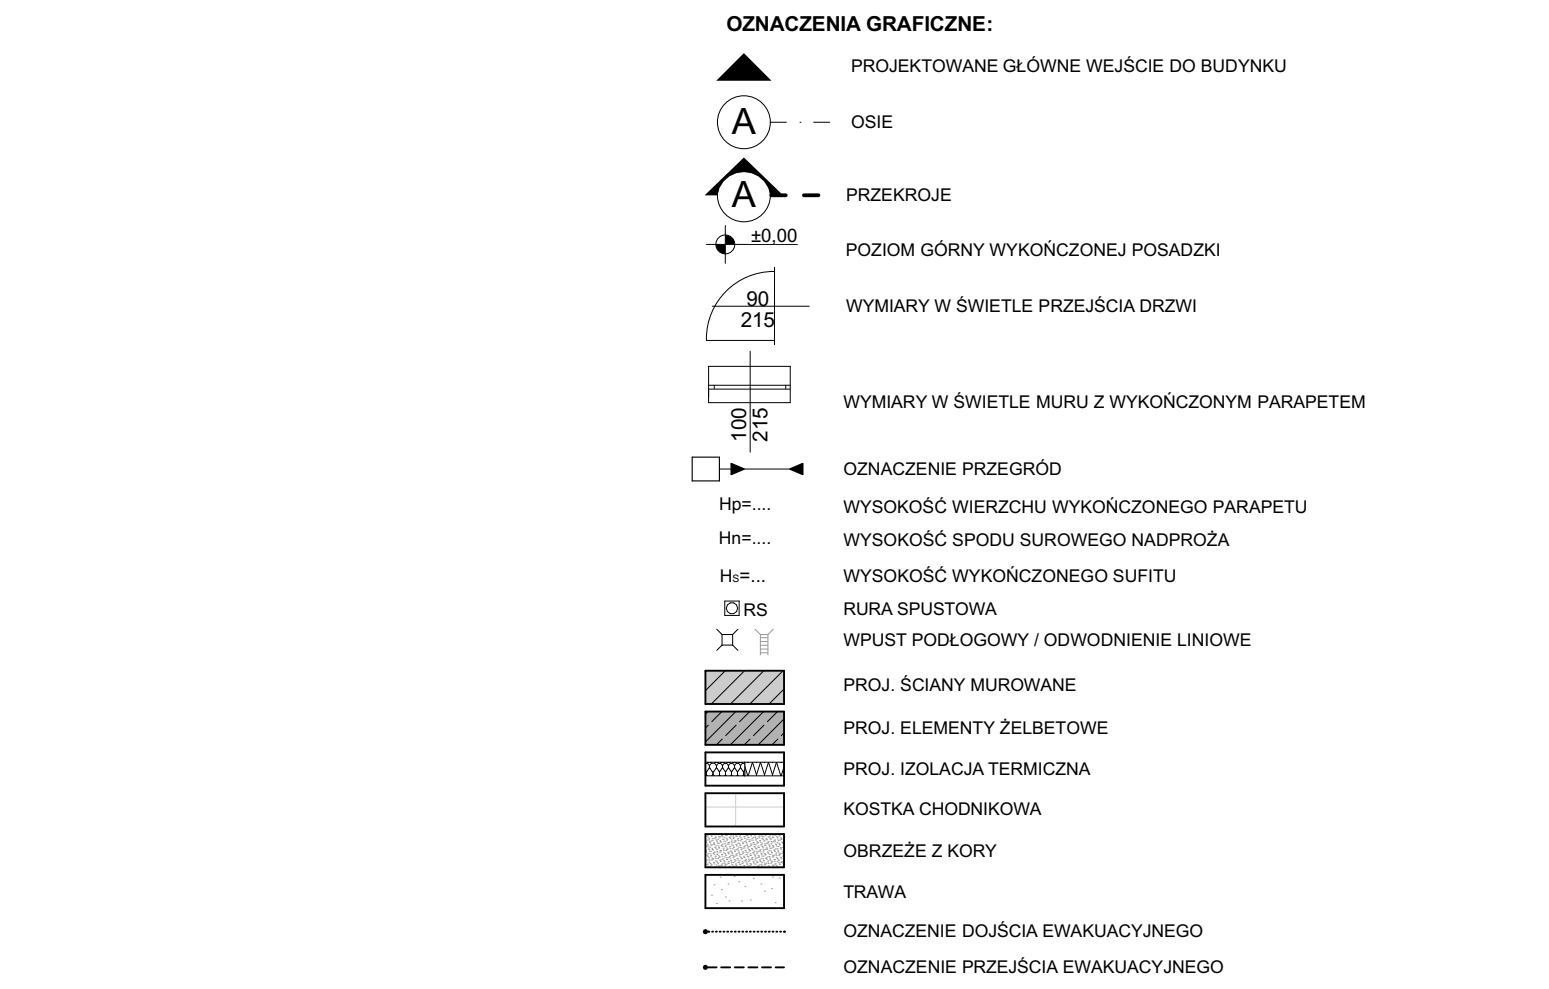 OZNACZENIA GRAFICZNE:
PROJEKTOWANE GŁÓWNE WEJŚCIE DO BUDYNKU
A OSIE
A PRZEKROJE
±0,00 POZIOM GÓRNY WYKOŃCZONEJ POSADZKI
90
215
WYMIARY W ŚWIETLE PRZEJŚCIA DRZWI
WYMIARY W ŚWIETLE MURU Z WYKOŃCZONYM PARAPETEM
100
215
OZNACZENIE PRZEGRÓD
Hp=.... WYSOKOŚĆ WIERZCHU WYKOŃCZONEGO PARAPETU
Hn=.... WYSOKOŚĆ SPODU SUROWEGO NADPROŻA
Hs=... WYSOKOŚĆ WYKOŃCZONEGO SUFITU
RS RURA SPUSTOWA
WPUST PODŁOGOWY / ODWODNIENIE LINIOWE
PROJ. ŚCIANY MUROWANE
PROJ. ELEMENTY ŻELBETOWE
PROJ. IZOLACJA TERMICZNA
KOSTKA CHODNIKOWA
OBRZEŻE Z KORY
TRAWA
OZNACZENIE DOJŚCIA EWAKUACYJNEGO
OZNACZENIE PRZEJŚCIA EWAKUACYJNEGO